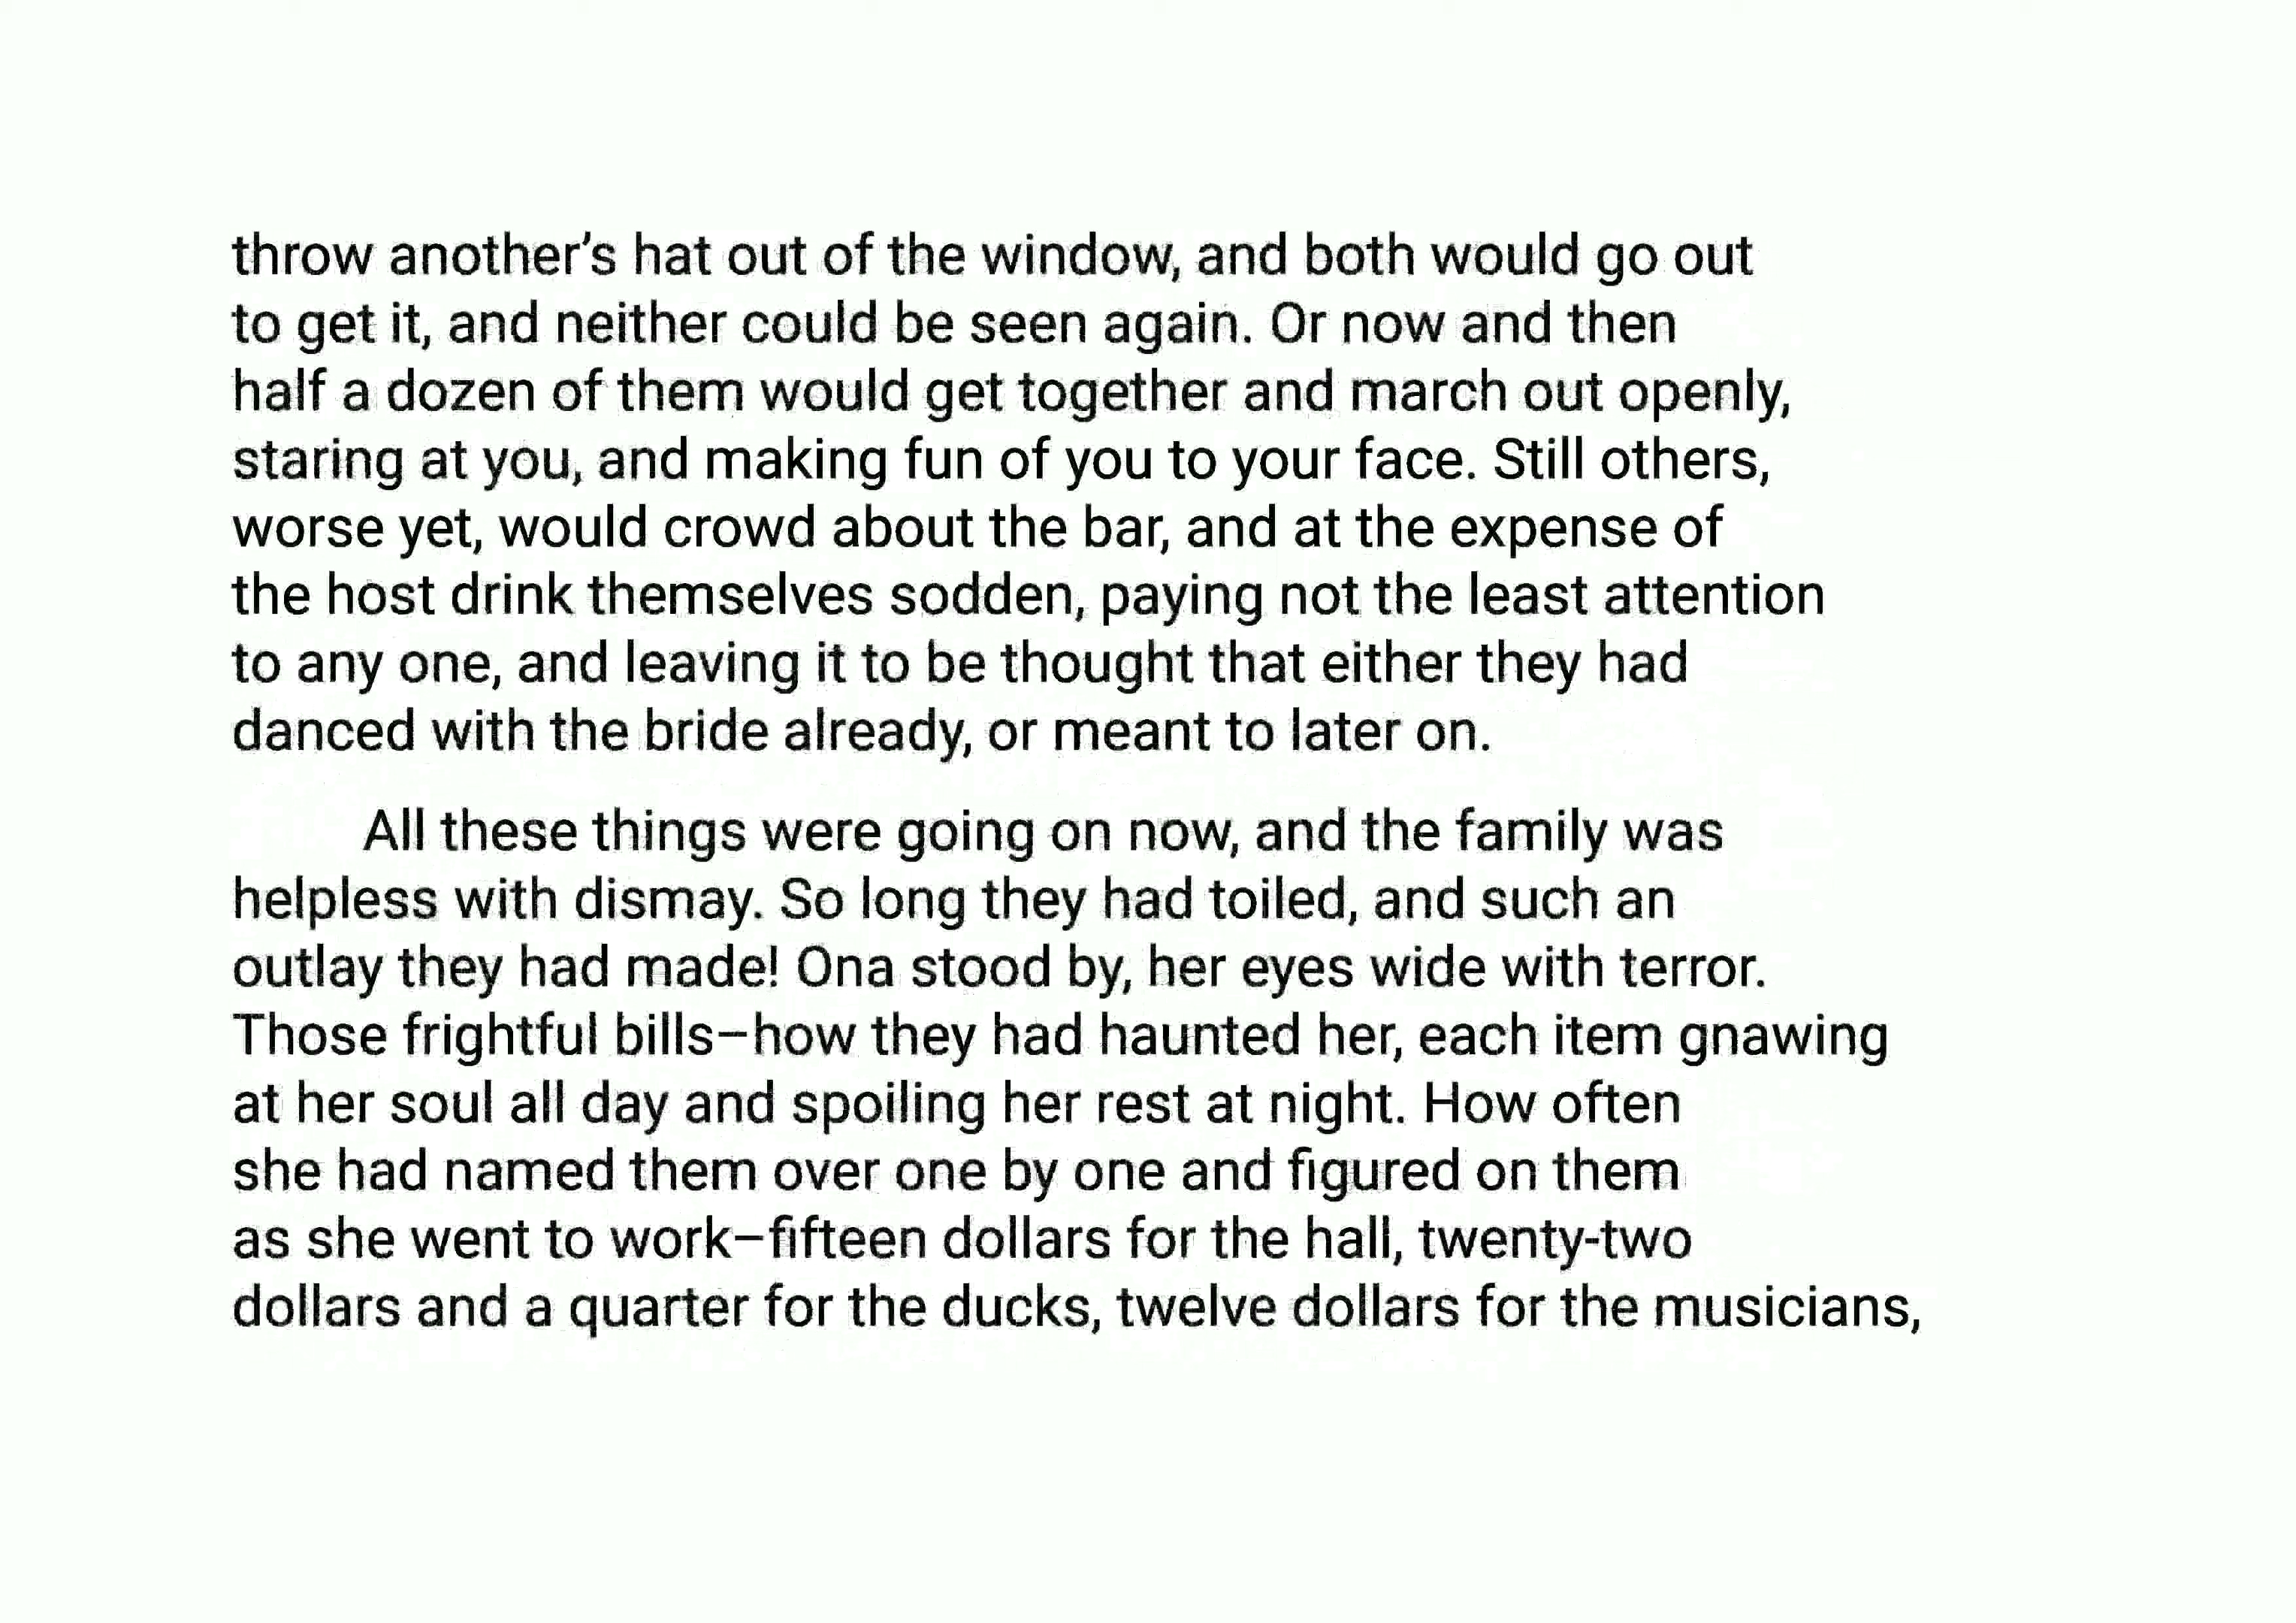 throw another’s hat out of the window, and both would go out
to get it, and neither could be seen again. Or now and then
half a dozen of them would get together and march out openly,
staring at you, and making fun of you to your face. Still others,
worse yet, would crowd about the bar, and at the expense of
the host drink themselves sodden, paying not the least attention
to any one, and leaving it to be thought that either they had
danced with the bride already, or meant to later on.
All these things were going on now, and the family was
helpless with dismay. So long they had toiled, and such an
outlay they had made! Ona stood by, her eyes wide with terror.
Those frightful bills–how they had haunted her, each item gnawing
at her soul all day and spoiling her rest at night. How often
she had named them over one by one and figured on them
as she went to work–fifteen dollars for the hall, twenty-two
dollars and a quarter for the ducks, twelve dollars for the musicians,